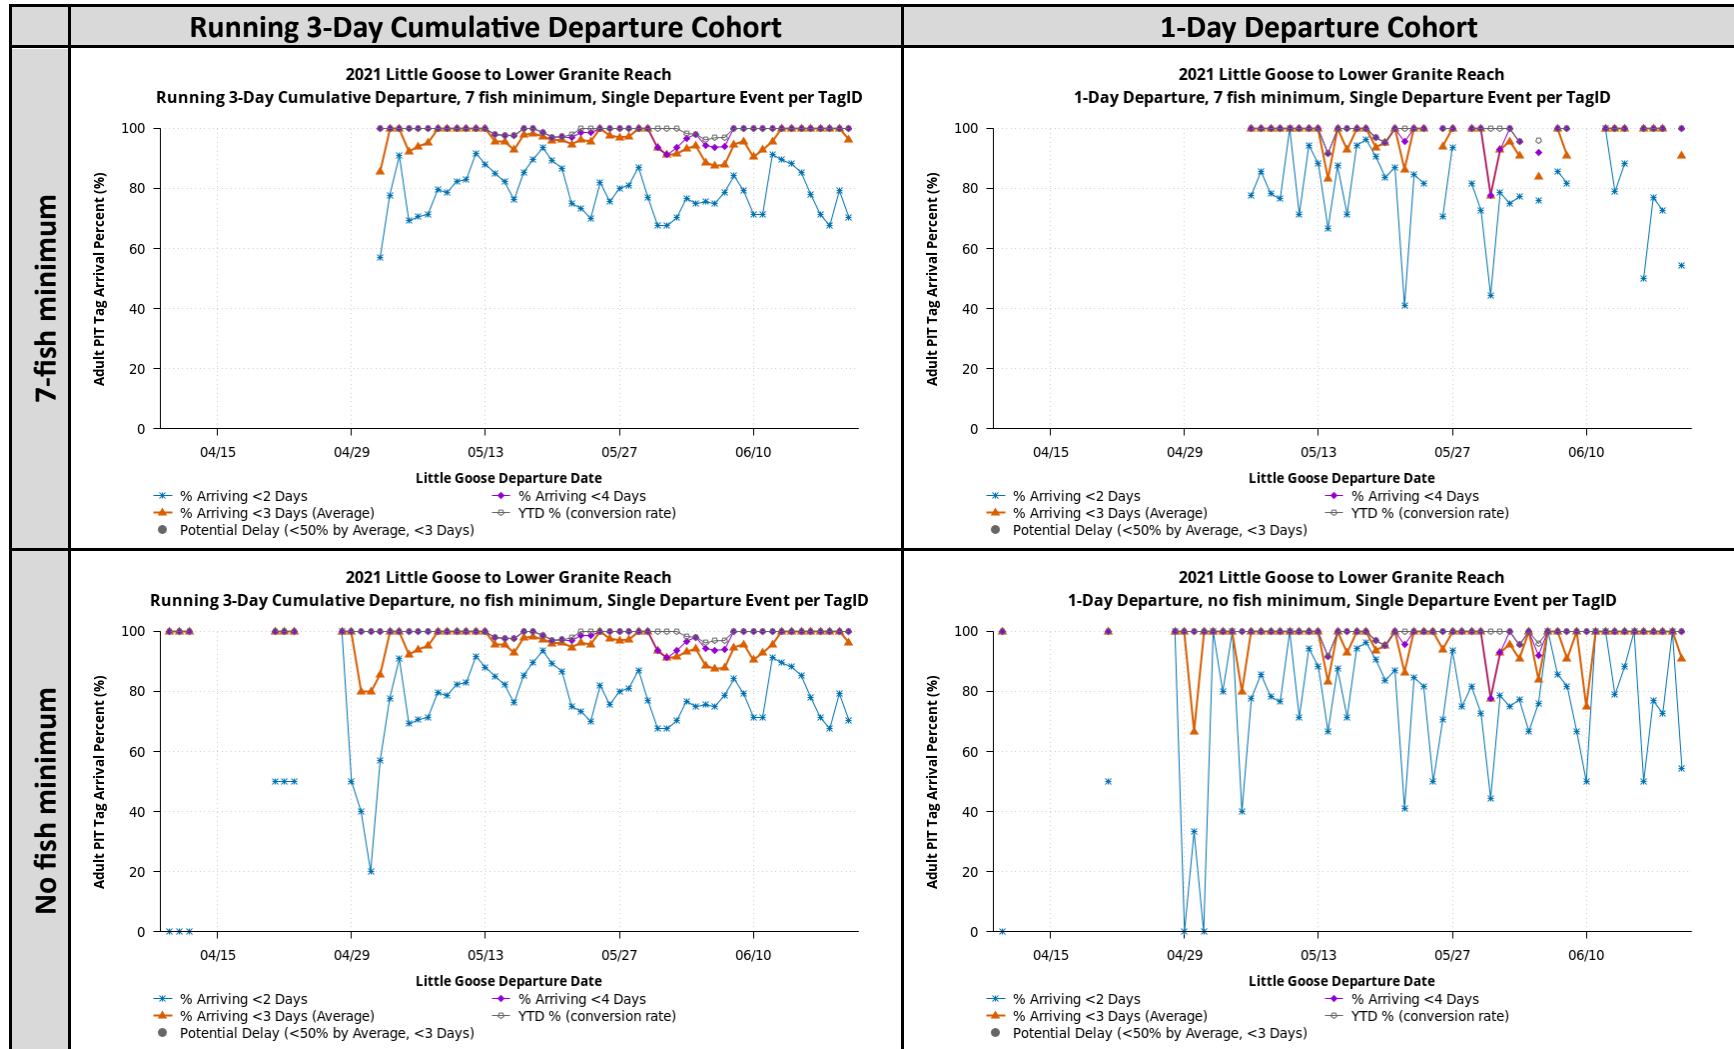 Running 3-Day Cumulative Departure Cohort
1-Day Departure Cohort
7-fish minimum
2021 Little Goose to Lower Granite Reach
Running 3-Day Cumulative Departure, 7 fish minimum, Single Departure Event per TagID
Adult PIT Tag Arrival Percent (%)
100
80
60
40
20
0
04/15
04/29
05/13
05/27
06/10
Little Goose Departure Date
% Arriving <2 Days
% Arriving <4 Days
% Arriving <3 Days (Average)
YTD % (conversion rate)
Potential Delay (<50% by Average, <3 Days)
2021 Little Goose to Lower Granite Reach
1-Day Departure, 7 fish minimum, Single Departure Event per TagID
Adult PIT Tag Arrival Percent (%)
100
80
60
40
20
0
04/15
04/29
05/13
05/27
06/10
Little Goose Departure Date
% Arriving <2 Days
% Arriving <4 Days
% Arriving <3 Days (Average)
YTD % (conversion rate)
Potential Delay (<50% by Average, <3 Days)
No fish minimum
2021 Little Goose to Lower Granite Reach
Running 3-Day Cumulative Departure, no fish minimum, Single Departure Event per TagID
Adult PIT Tag Arrival Percent (%)
100
80
60
40
20
0
04/15
04/29
05/13
05/27
06/10
Little Goose Departure Date
% Arriving <2 Days
% Arriving <4 Days
% Arriving <3 Days (Average)
YTD % (conversion rate)
Potential Delay (<50% by Average, <3 Days)
2021 Little Goose to Lower Granite Reach
1-Day Departure, no fish minimum, Single Departure Event per TagID
Adult PIT Tag Arrival Percent (%)
100
80
60
40
20
0
04/15
04/29
05/13
05/27
06/10
Little Goose Departure Date
% Arriving <2 Days
% Arriving <4 Days
% Arriving <3 Days (Average)
YTD % (conversion rate)
Potential Delay (<50% by Average, <3 Days)